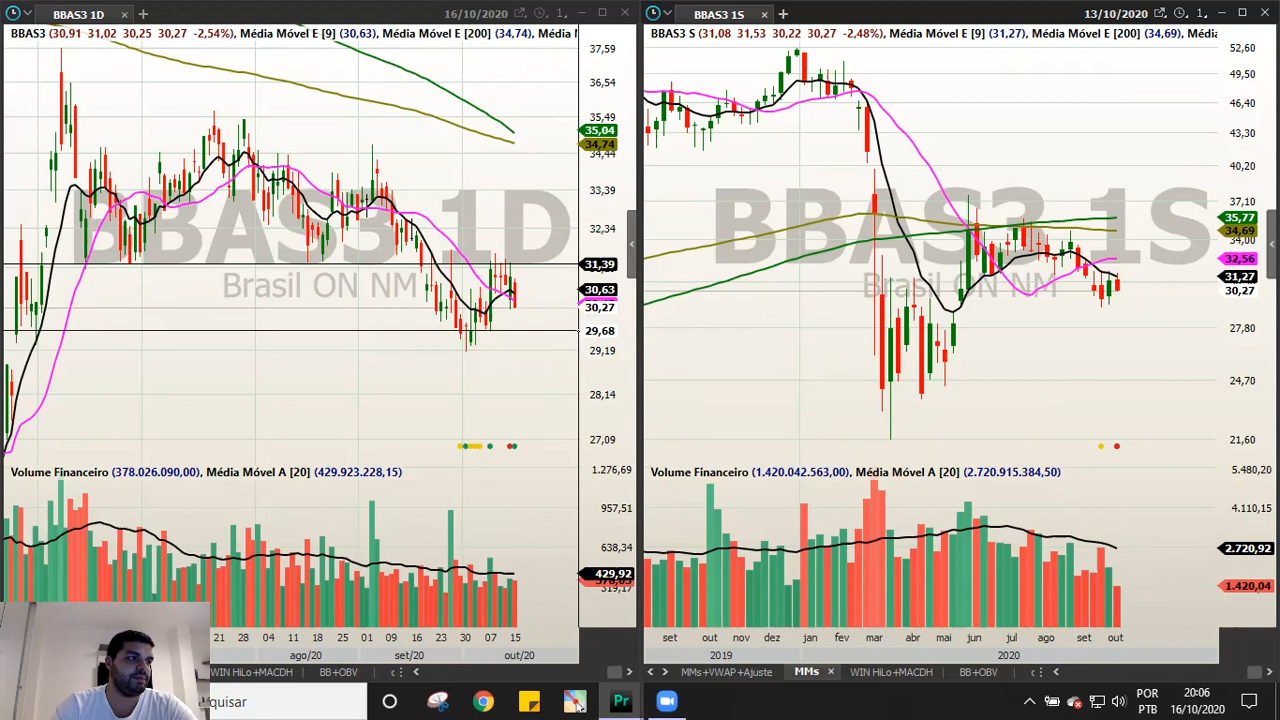 BBAS3 1D
16/10/2020
1
BBAS3 (30,91 31,02 30,25 30,27 -2,54%), Média Móvel E [9] (30,63), Média Móvel E [200] (34,74), Média
37,59
36,54
35,49
35,04
34,74
34,44
33,39
32,34
31,39
30,63
30,27
29,68
29,19
28,14
27,09
BBAS3 1D
Brasil ON NM
Volume Financeiro (378.026.090,00), Média Móvel A [20] (429.923.228,15)
1.276,69
957,51
638,34
429,92
319,17
21 28 04 11 18 25 01 09 16 23 30 07 15
ago/20 set/20 out/20
WIN HiLo+MACDH BB+OBV
BBAS3 1S
13/10/2020
1
BBAS3 S (31,08 31,53 30,22 30,27 -2,48%), Média Móvel E [9] (31,27), Média Móvel E [200] (34,69), Média
52,60
49,50
46,40
43,30
40,20
37,10
35,77
34,69
34,00
32,56
31,27
30,27
27,80
24,70
21,60
BBAS3 1S
Brasil ON NM
Volume Financeiro (1.420.042.563,00), Média Móvel A [20] (2.720.915.384,50)
5.480,20
4.110,15
2.720,92
1.420,04
set out nov dez jan fev mar abr mai jun jul ago set out
2019 2020
MMs+VWAP+Ajuste MMs WIN HiLo+MACDH BB+OBV
quisar
Pr
POR
PTB
20:06
16/10/2020